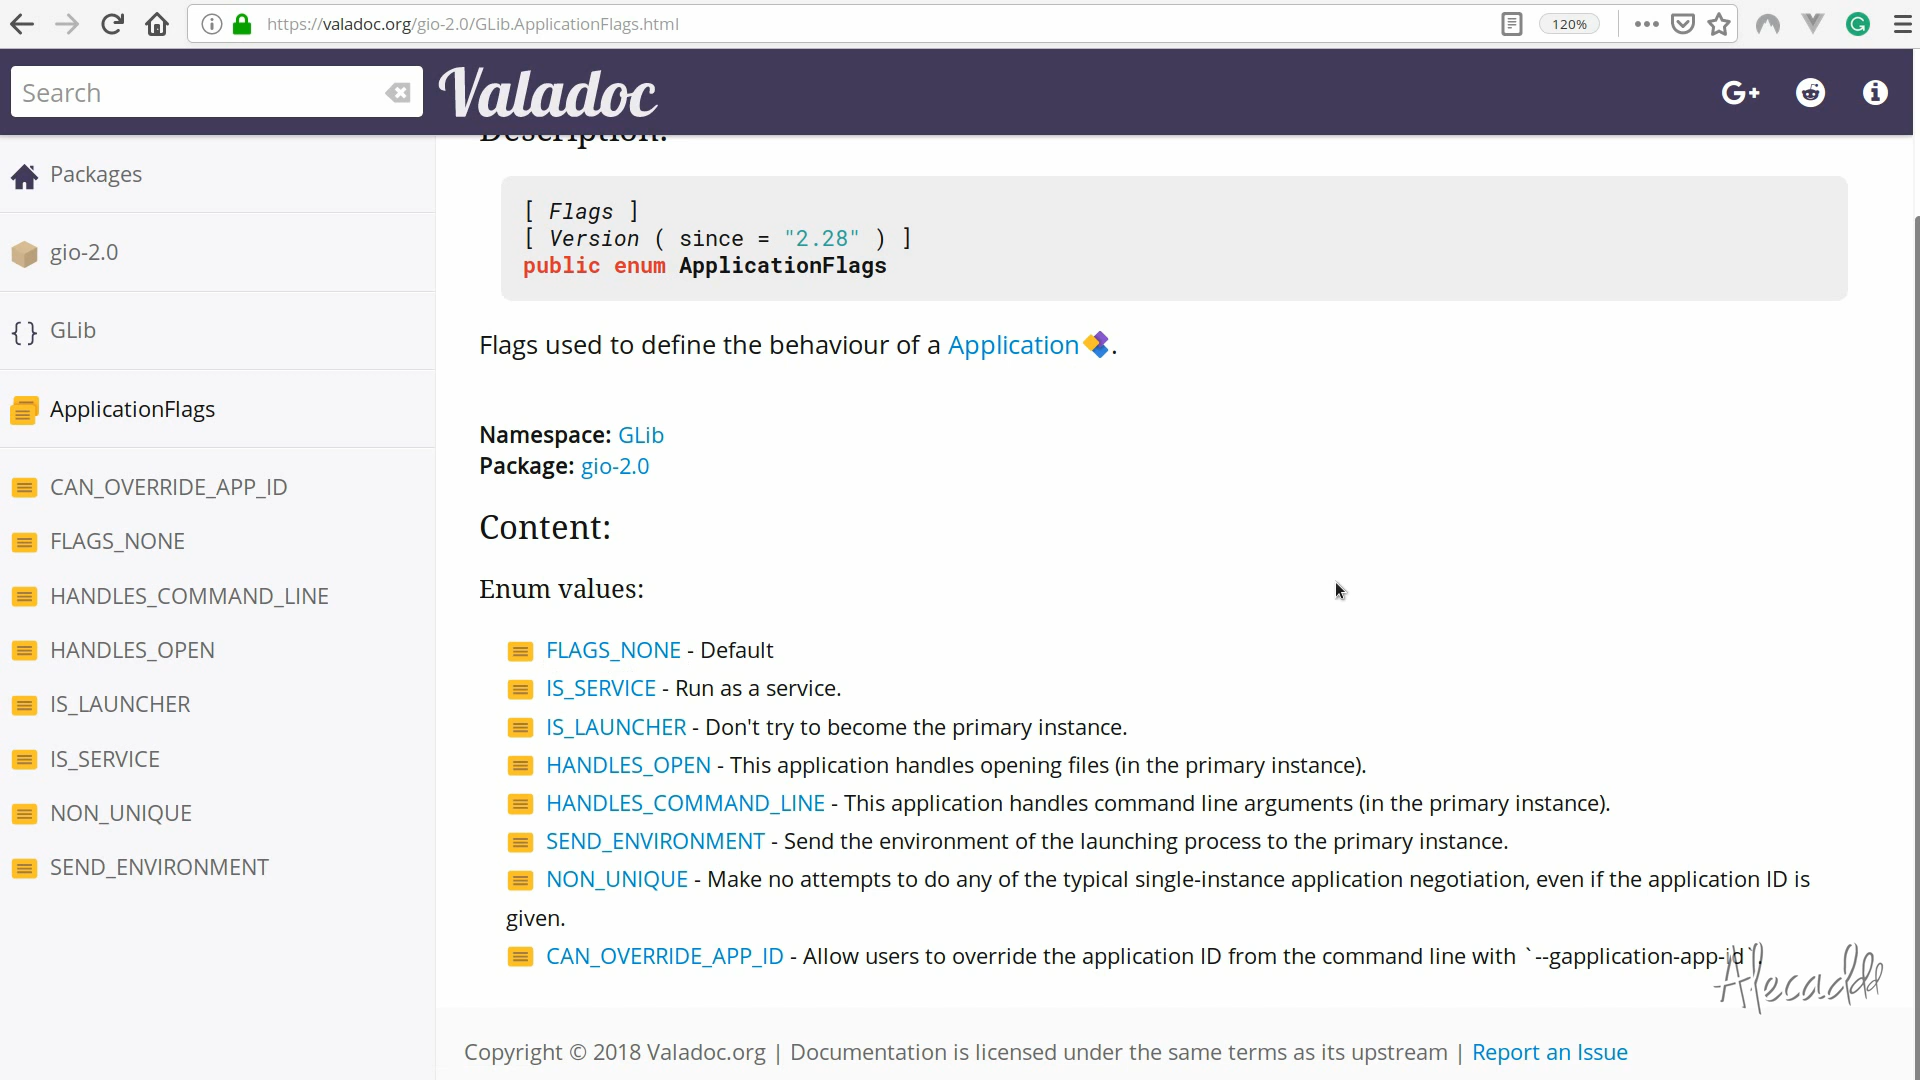 https://valadoc.org/gio-2.0/GLib.ApplicationFlags.html
120%
Search
Valadoc
G+
Packages
gio-2.0
{ } GLib
ApplicationFlags
CAN_OVERRIDE_APP_ID
FLAGS_NONE
HANDLES_COMMAND_LINE
HANDLES_OPEN
IS_LAUNCHER
IS_SERVICE
NON_UNIQUE
SEND_ENVIRONMENT
Description:
[ Flags ]
[ Version ( since = "2.28" ) ]
public enum ApplicationFlags
Flags used to define the behaviour of a Application.
Namespace: GLib
Package: gio-2.0
Content:
Enum values:
FLAGS_NONE - Default
IS_SERVICE - Run as a service.
IS_LAUNCHER - Don't try to become the primary instance.
HANDLES_OPEN - This application handles opening files (in the primary instance).
HANDLES_COMMAND_LINE - This application handles command line arguments (in the primary instance).
SEND_ENVIRONMENT - Send the environment of the launching process to the primary instance.
NON_UNIQUE - Make no attempts to do any of the typical single-instance application negotiation, even if the application ID is
given.
CAN_OVERRIDE_APP_ID - Allow users to override the application ID from the command line with `--gapplication-app-id`.
Alecaddd
Copyright © 2018 Valadoc.org | Documentation is licensed under the same terms as its upstream | Report an Issue